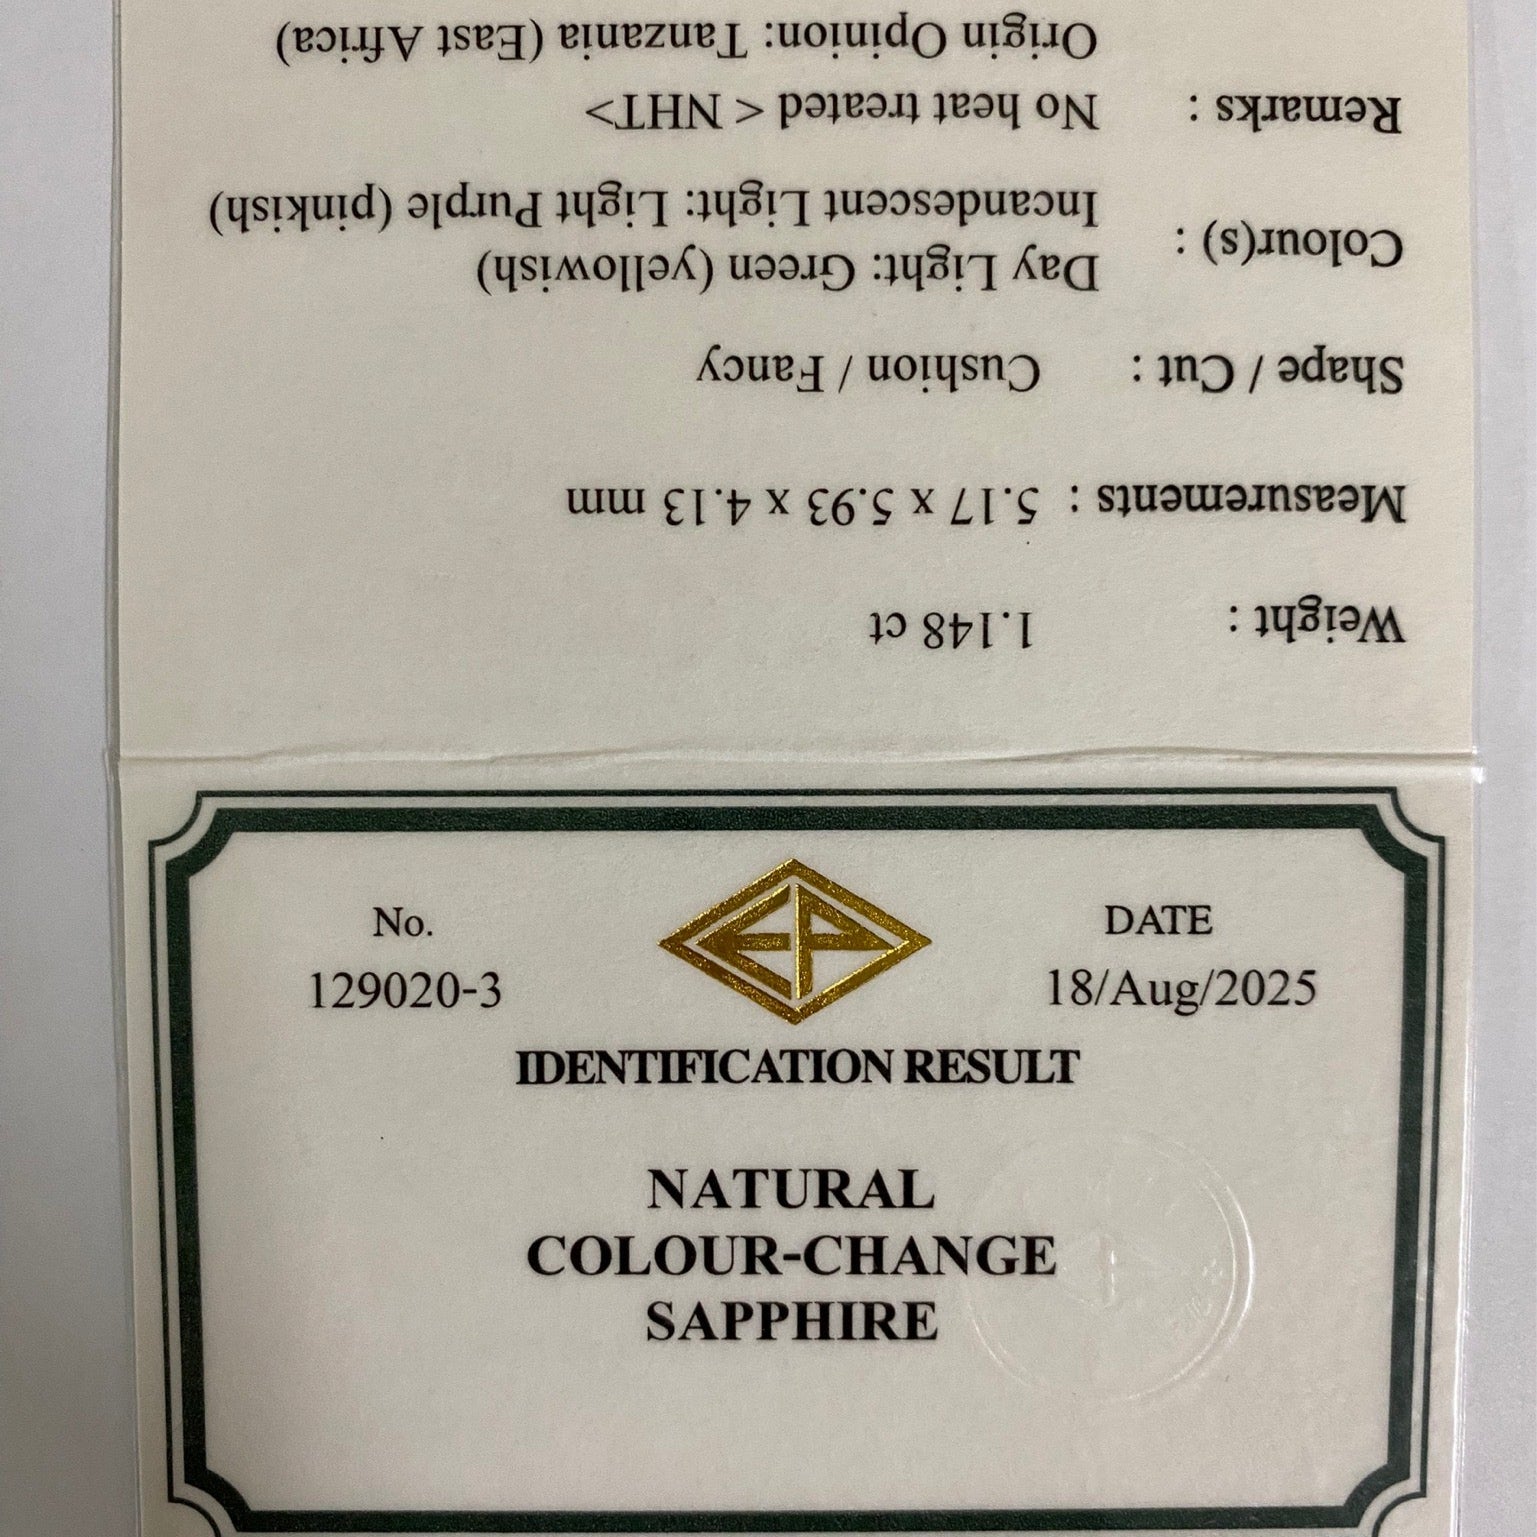 No.
129020-3
EP
DATE
18/Aug/2025
IDENTIFICATION RESULT
NATURAL
COLOUR-CHANGE
SAPPHIRE
Weight : 1.148 ct
Measurements : 5.17 x 5.93 x 4.13 mm
Shape / Cut : Cushion / Fancy
Colour(s) : Day Light: Green (yellowish)
Incandescent Light: Light Purple (pinkish)
Remarks : No heat treated < NHT>
Origin Opinion: Tanzania (East Africa)